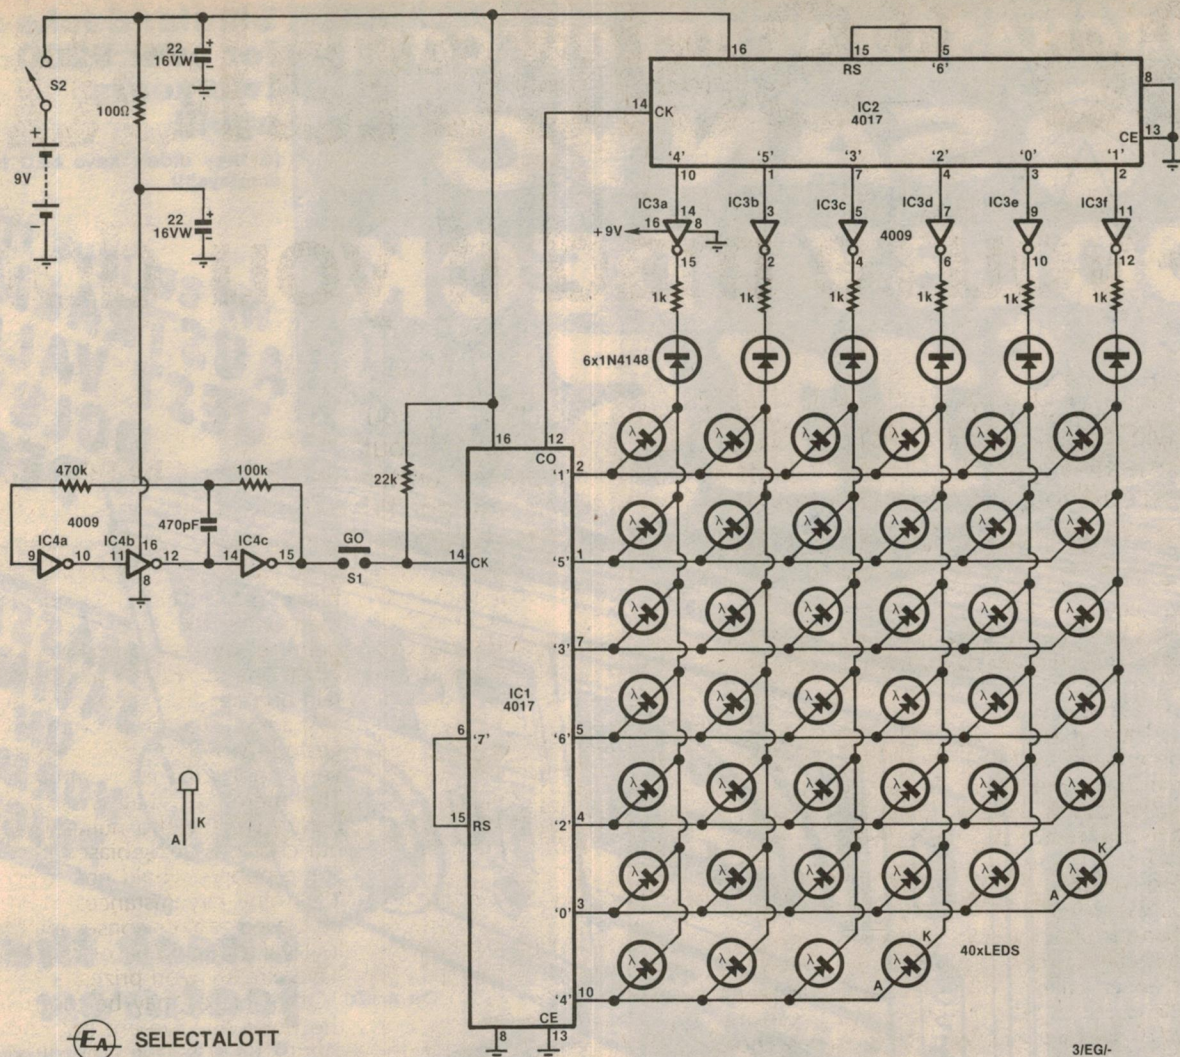 16
15
5
22
16VW
+
−
S2
RS
'6'
8
14
CK
IC2
4017
100Ω
CE
13
+
9V
−
'4'
'5'
'3'
'2'
'0'
'1'
10
1
7
4
3
2
22
16VW
+
−
IC3a
IC3b
IC3c
IC3d
IC3e
IC3f
+9V
16
14
8
3
5
7
9
11
4009
15
2
4
6
10
12
1k
1k
1k
1k
1k
1k
6x1N4148
λ λ λ λ λ λ
16
12
CO
'1'
2
470k
100k
22k
4009
470pF
IC4a
IC4b
IC4c
GO
S1
9
10
11
16
12
8
14
15
14
CK
λ λ λ λ λ λ
'5'
1
λ λ λ λ λ λ
'3'
7
IC1
4017
λ λ λ λ λ λ
6
'7'
'6'
5
λ λ λ λ λ λ
A
K
15
RS
'2'
4
λ λ λ λ λ λ
K
A
'0'
3
λ λ λ λ
K
A
40xLEDS
'4'
10
CE
8
13
EA SELECTALOTT
3/EG/-